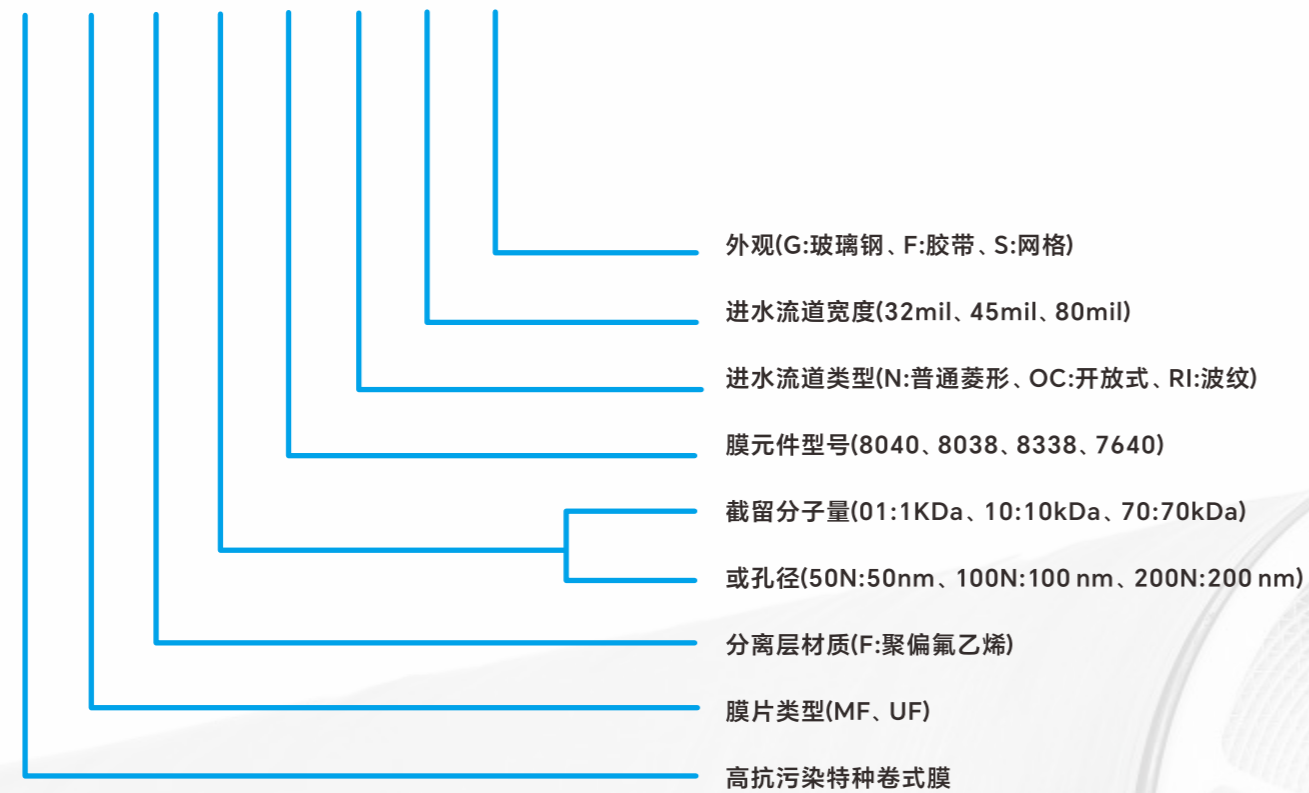 外观(G:玻璃钢、F:胶带、S:网格)
进水流道宽度(32mil、45mil、80mil)
进水流道类型(N:普通菱形、OC:开放式、RI:波纹)
膜元件型号(8040、8038、8338、7640)
截留分子量(01:1KDa、10:10kDa、70:70kDa)
或孔径(50N:50nm、100N:100 nm、200N:200 nm)
分离层材质(F:聚偏氟乙烯)
膜片类型(MF、UF)
高抗污染特种卷式膜